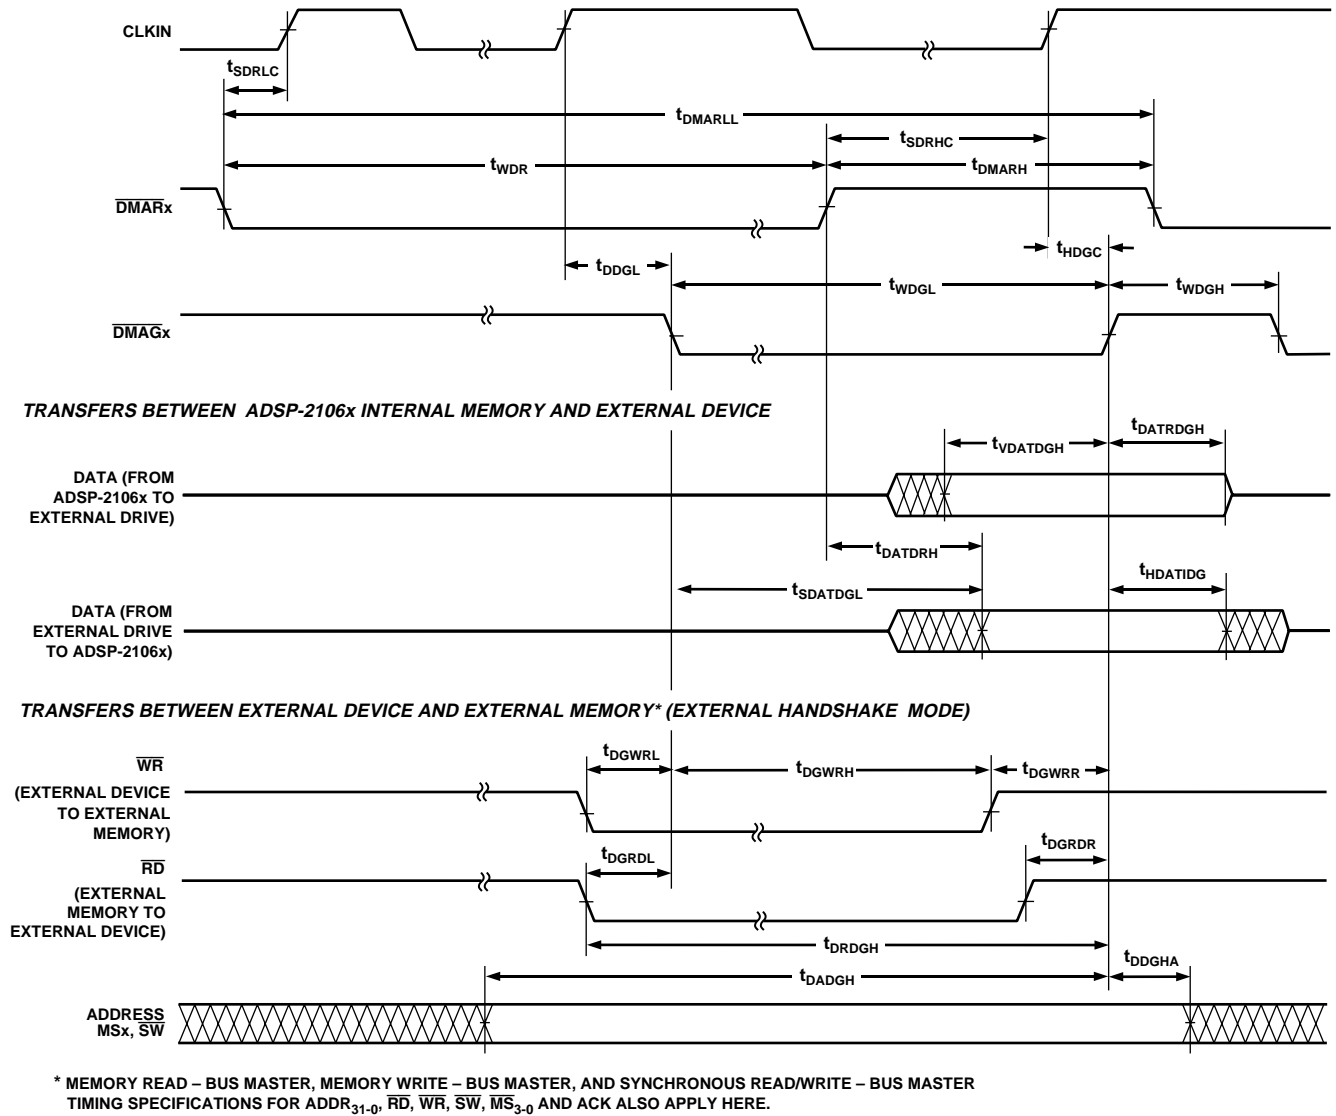 CLKIN
tSDRLC
tDMARLL
tSDRHC
tWDR
tDMARH
DMARx
tHDGC
tDDGL
tWDGL
tWDGH
DMAGx
TRANSFERS BETWEEN ADSP-2106x INTERNAL MEMORY AND EXTERNAL DEVICE
tDATRDGH
tVDATDGH
DATA (FROM
ADSP-2106x TO
EXTERNAL DRIVE)
tDATDRH
tHDATIDG
tSDATDGL
DATA (FROM
EXTERNAL DRIVE
TO ADSP-2106x)
TRANSFERS BETWEEN EXTERNAL DEVICE AND EXTERNAL MEMORY* (EXTERNAL HANDSHAKE MODE)
tDGWRL
tDGWRH
tDGWRR
WR
(EXTERNAL DEVICE
TO EXTERNAL
MEMORY)
tDGRDR
tDGRDL
RD
(EXTERNAL
MEMORY TO
EXTERNAL DEVICE)
tDRDGH
tDADGH
tDDGHA
ADDRESS
MSx, SW
* MEMORY READ – BUS MASTER, MEMORY WRITE – BUS MASTER, AND SYNCHRONOUS READ/WRITE – BUS MASTER
TIMING SPECIFICATIONS FOR ADDR31-0, RD, WR, SW, MS3-0 AND ACK ALSO APPLY HERE.